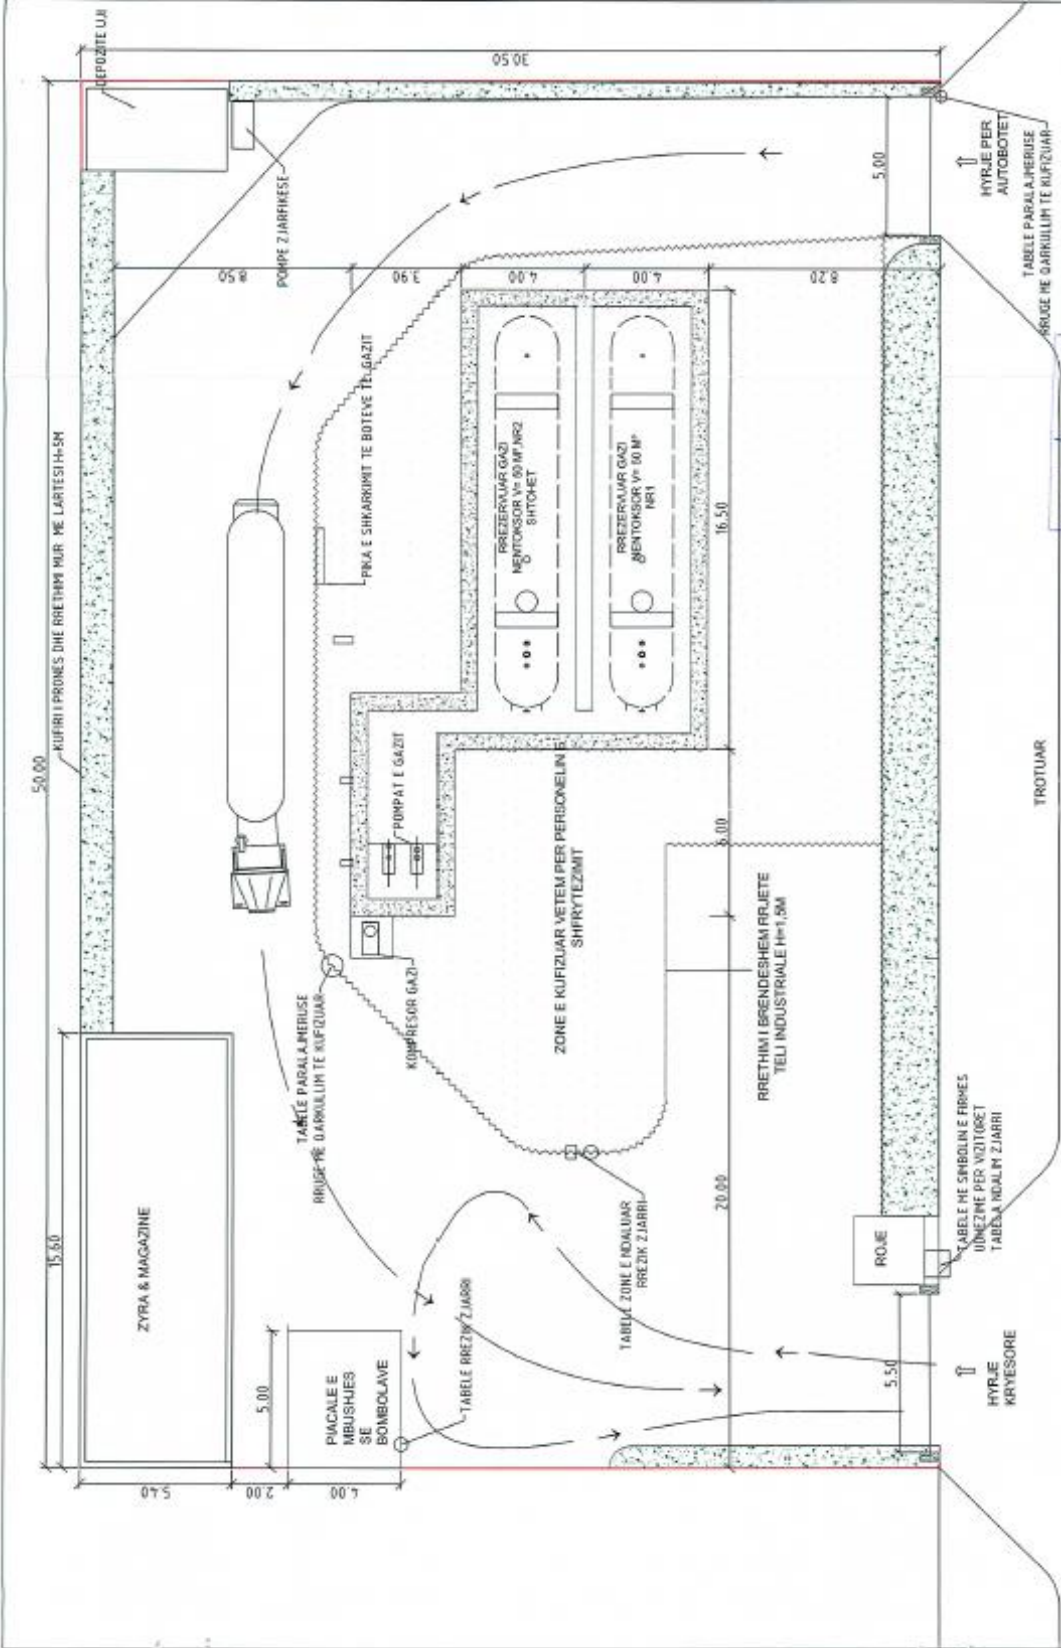 50.00
KUFIRI I PRONES DHE RRETHIMI MUR ME LARTESI H=5M
DEPOZITE UJI
30.50
15.60
ZYRA & MAGAZINE
5.40
2.00
4.00
5.00
PIACALE E
MBUSHJES
SE
BOMBOLAVE
TABELE RREZIK ZJARRI
TABELE PARALAJMERUSE
RRUGE ME QARKULLIM TE KUFIZUAR
POMPE ZJARFIKESE
8.50
3.90
4.00
4.00
8.20
PIKA E SHKARKIMIT TE BOTEVE TE GAZIT
POMPAT E GAZIT
KOMPRESOR GAZI
RREZERVUAR GAZI
NENTOKSOR V= 50 M³,NR2
SHTOHET
RREZERVUAR GAZI
NENTOKSOR V= 50 M³
NR1
16.50
6.00
20.00
ZONE E KUFIZUAR VETEM PER PERSONELIN E
SHFRYTEZIMIT
TABELE ZONE E NDALUAR
RREZIK ZJARRI
RRETHIM I BRENDESHEM RRJETE
TELI INDUSTRIALE H=1,5M
ROJE
5.50
HYRJE
KRYESORE
TABELE ME SIMBOLIN E FIRMES
UDHEZIME PER VIZITORET
TABELA NDALIM ZJARRI
TROTUAR
5.00
HYRJE PER
AUTOBOTET
TABELE PARALAJMERUSE
RRUGE ME QARKULLIM TE KUFIZUAR